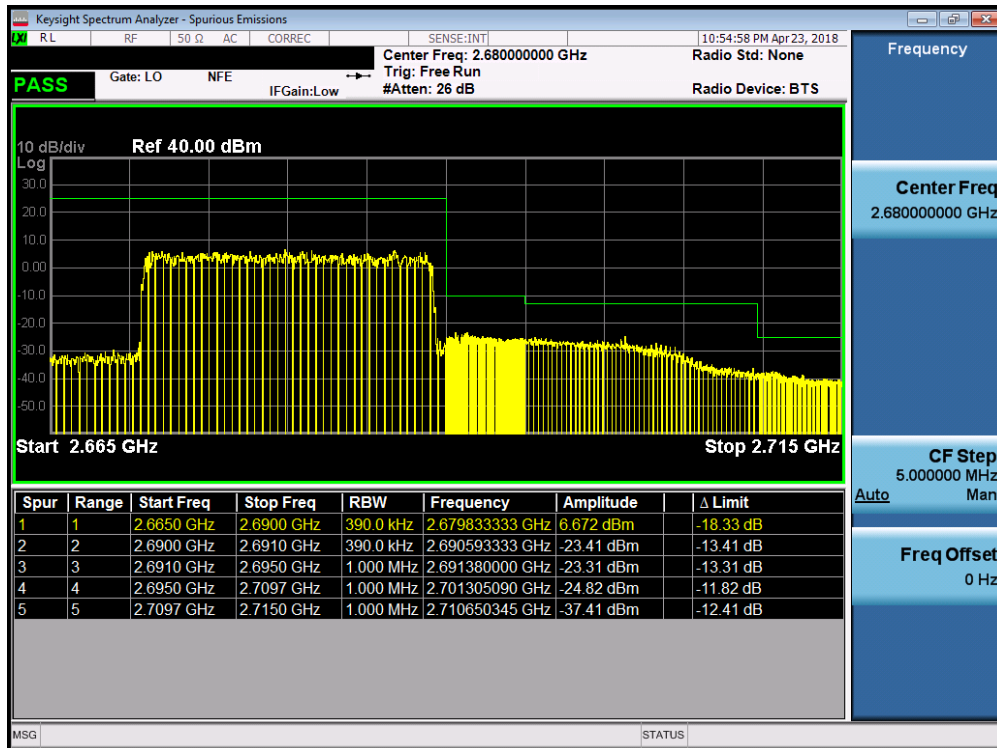 Keysight Spectrum Analyzer - Spurious Emissions
LXI RL RF 50 Ω AC CORREC SENSE:INT 10:54:58 PM Apr 23, 2018
Center Freq: 2.680000000 GHz Radio Std: None
PASS Gate: LO NFE Trig: Free Run
IFGain:Low #Atten: 26 dB Radio Device: BTS
10 dB/div Ref 40.00 dBm
Log
30.0
20.0
10.0
0.00
-10.0
-20.0
-30.0
-40.0
-50.0
Start 2.665 GHz Stop 2.715 GHz
Spur Range Start Freq Stop Freq RBW Frequency Amplitude Δ Limit
1 1 2.6650 GHz 2.6900 GHz 390.0 kHz 2.679833333 GHz 6.672 dBm -18.33 dB
2 2 2.6900 GHz 2.6910 GHz 390.0 kHz 2.690593333 GHz -23.41 dBm -13.41 dB
3 3 2.6910 GHz 2.6950 GHz 1.000 MHz 2.691380000 GHz -23.31 dBm -13.31 dB
4 4 2.6950 GHz 2.7097 GHz 1.000 MHz 2.701305090 GHz -24.82 dBm -11.82 dB
5 5 2.7097 GHz 2.7150 GHz 1.000 MHz 2.710650345 GHz -37.41 dBm -12.41 dB
MSG STATUS
Frequency
Center Freq
2.680000000 GHz
CF Step
5.000000 MHz
Auto Man
Freq Offset
0 Hz